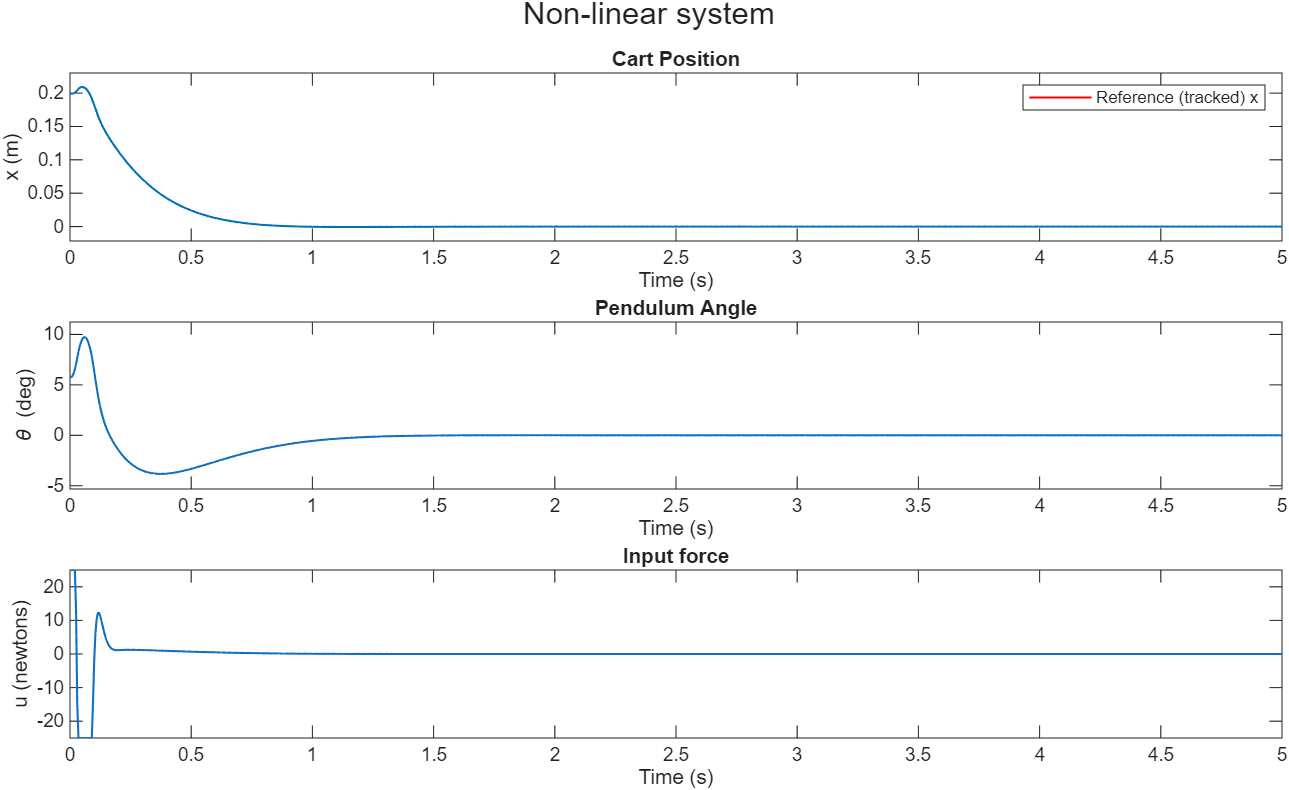 Non-linear system
Cart Position
Reference (tracked) x
x (m)
0.2
0.15
0.1
0.05
0
0 0.5 1 1.5 2 2.5 3 3.5 4 4.5 5
Time (s)
Pendulum Angle
θ (deg)
10
5
0
-5
0 0.5 1 1.5 2 2.5 3 3.5 4 4.5 5
Time (s)
Input force
u (newtons)
20
10
0
-10
-20
0 0.5 1 1.5 2 2.5 3 3.5 4 4.5 5
Time (s)